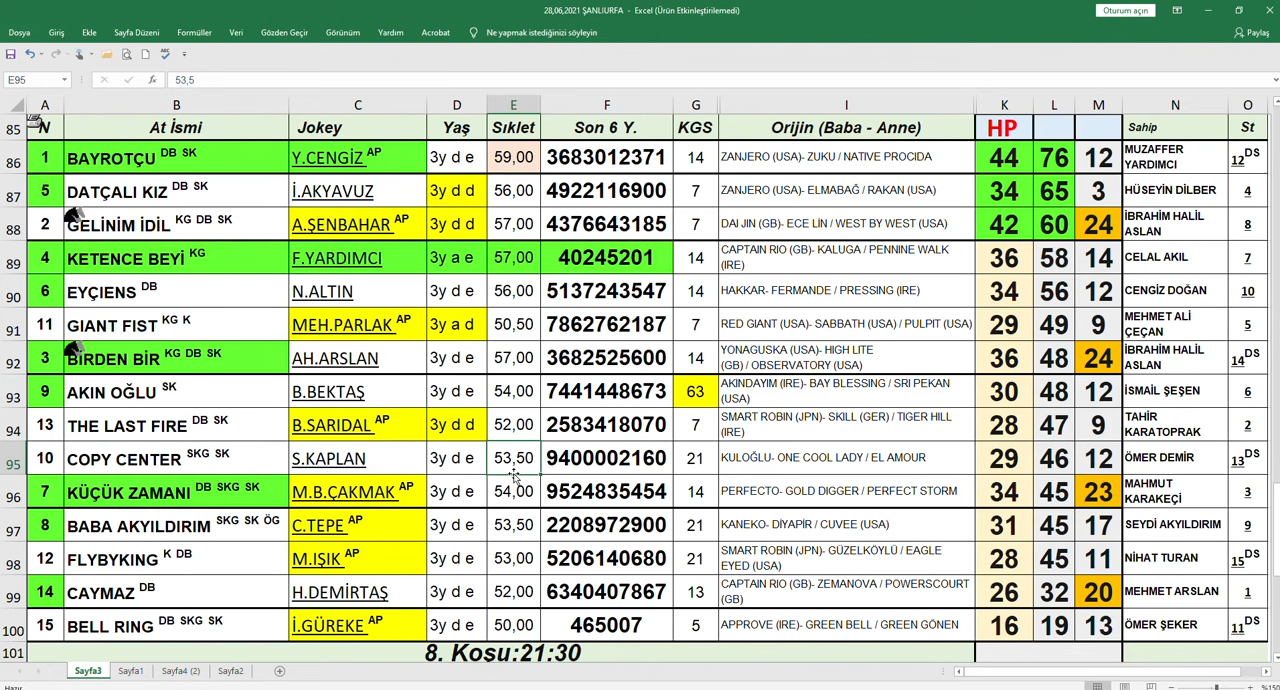 28,06,2021 ŞANLIURFA - Excel (Ürün Etkinleştirilemedi)
Oturum açın
Dosya Giriş Ekle Sayfa Düzeni Formüller Veri Gözden Geçir Görünüm Yardım Acrobat Ne yapmak istediğinizi söyleyin Paylaş
E95 fx 53,5
A B C D E F G I K L M N O
85 N At İsmi Jokey Yaş Sıklet Son 6 Y. KGS Orijin (Baba - Anne) HP Sahip St
86 1 BAYROTÇU DB SK Y.CENGİZ AP 3y d e 59,00 3683012371 14 ZANJERO (USA)- ZUKU / NATIVE PROCIDA 44 76 12 MUZAFFER YARDIMCI 12DS
87 5 DATÇALI KIZ DB SK İ.AKYAVUZ 3y d d 56,00 4922116900 7 ZANJERO (USA)- ELMABAĞ / RAKAN (USA) 34 65 3 HÜSEYİN DİLBER 4
88 2 GELİNİM İDİL KG DB SK A.ŞENBAHAR AP 3y d d 57,00 4376643185 7 DAI JIN (GB)- ECE LİN / WEST BY WEST (USA) 42 60 24 İBRAHİM HALİL ASLAN 8
89 4 KETENCE BEYİ KG F.YARDIMCI 3y a e 57,00 40245201 14 CAPTAIN RIO (GB)- KALUGA / PENNINE WALK (IRE) 36 58 14 CELAL AKIL 7
90 6 EYÇIENS DB N.ALTIN 3y d e 56,00 5137243547 14 HAKKAR- FERMANDE / PRESSING (IRE) 34 56 12 CENGİZ DOĞAN 10
91 11 GIANT FIST KG K MEH.PARLAK AP 3y a d 50,50 7862762187 7 RED GIANT (USA)- SABBATH (USA) / PULPIT (USA) 29 49 9 MEHMET ALİ ÇEÇAN 5
92 3 BİRDEN BİR KG DB SK AH.ARSLAN 3y d e 57,00 3682525600 14 YONAGUSKA (USA)- HIGH LITE (GB) / OBSERVATORY (USA) 36 48 24 İBRAHİM HALİL ASLAN 14DS
93 9 AKIN OĞLU SK B.BEKTAŞ 3y d e 54,00 7441448673 63 AKINDAYIM (IRE)- BAY BLESSING / SRI PEKAN (USA) 30 48 12 İSMAİL ŞEŞEN 6
94 13 THE LAST FIRE DB SK B.SARIDAL AP 3y d d 52,00 2583418070 7 SMART ROBIN (JPN)- SKILL (GER) / TIGER HILL (IRE) 28 47 9 TAHİR KARATOPRAK 2
95 10 COPY CENTER SKG SK S.KAPLAN 3y d e 53,50 9400002160 21 KULOĞLU- ONE COOL LADY / EL AMOUR 29 46 12 ÖMER DEMİR 13DS
96 7 KÜÇÜK ZAMANI DB SKG SK M.B.ÇAKMAK AP 3y d e 54,00 9524835454 14 PERFECTO- GOLD DIGGER / PERFECT STORM 34 45 23 MAHMUT KARAKEÇİ 3
97 8 BABA AKYILDIRIM SKG SK ÖG C.TEPE AP 3y d e 53,50 2208972900 21 KANEKO- DİYAPİR / CUVEE (USA) 31 45 17 SEYDİ AKYILDIRIM 9
98 12 FLYBYKING K DB M.IŞIK AP 3y d e 53,00 5206140680 21 SMART ROBIN (JPN)- GÜZELKÖYLÜ / EAGLE EYED (USA) 28 45 11 NİHAT TURAN 15DS
99 14 CAYMAZ DB H.DEMİRTAŞ 3y d e 52,00 6340407867 13 CAPTAIN RIO (GB)- ZEMANOVA / POWERSCOURT (GB) 26 32 20 MEHMET ARSLAN 1
100 15 BELL RING DB SKG SK İ.GÜREKE AP 3y d e 50,00 465007 5 APPROVE (IRE)- GREEN BELL / GREEN GÖNEN 16 19 13 ÖMER ŞEKER 11DS
101 8. Koşu:21:30
Sayfa3 Sayfa1 Sayfa4 (2) Sayfa2
Hazır %150